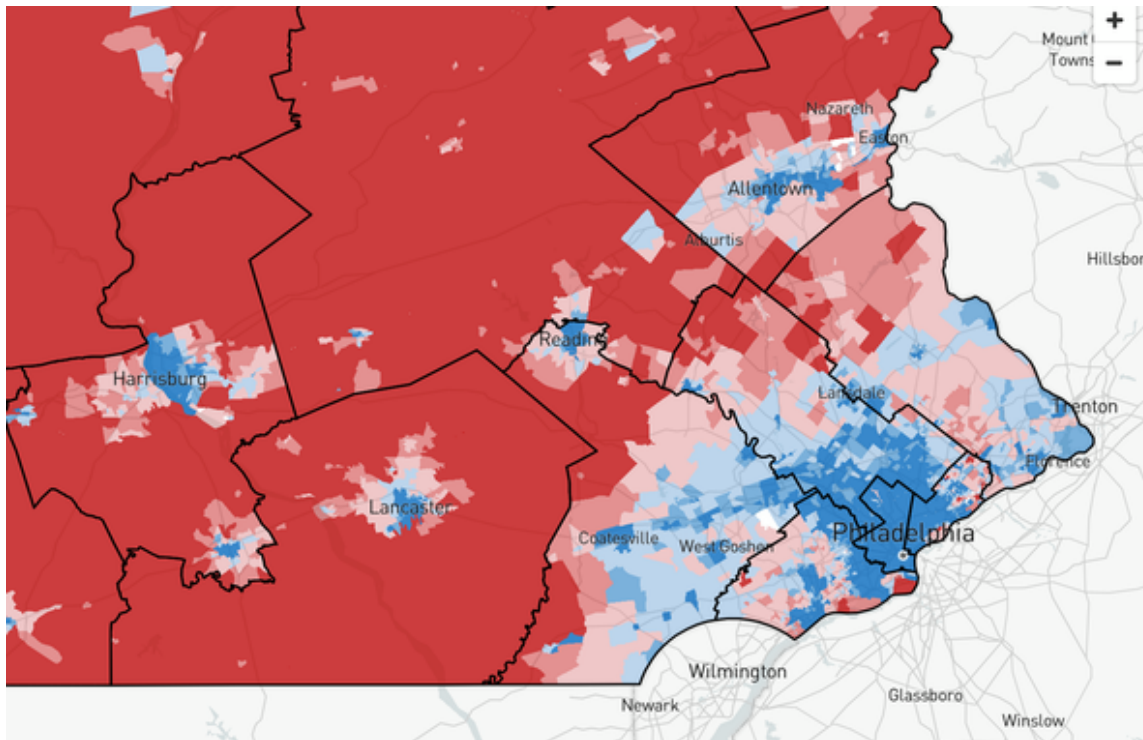 +
−
Mount
Towns
Nazareth
Easton
Allentown
Alburtis
Hillsbor
Reading
Harrisburg
Lansdale
Trenton
Florence
Lancaster
Philadelphia
Coatesville
West Goshen
Wilmington
Newark
Glassboro
Winslow